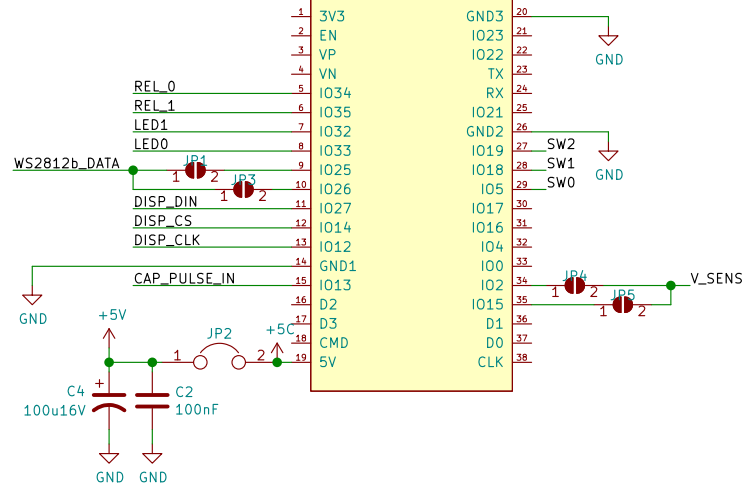 1 3V3 GND3 20
2 EN IO23 21
3 VP IO22 22
GND
4 VN TX 23
REL_0 5 IO34 RX 24
REL_1 6 IO35 IO21 25
LED1 7 IO32 GND2 26
LED0 8 IO33 IO19 27 SW2
WS2812b_DATA JP1 1 2 9 IO25 IO18 28 SW1
GND
JP3 1 2 10 IO26 IO5 29 SW0
DISP_DIN 11 IO27 IO17 30
DISP_CS 12 IO14 IO16 31
DISP_CLK 13 IO12 IO4 32
14 GND1 IO0 33
CAP_PULSE_IN 15 IO13 IO2 34 JP4 1 2 V_SENS
GND 16 D2 IO15 35 JP5 1 2
+5V 17 D3 D1 36
JP2 +5C 18 CMD D0 37
1 2 19 5V CLK 38
C4 + C2
100u16V 100nF
GND GND